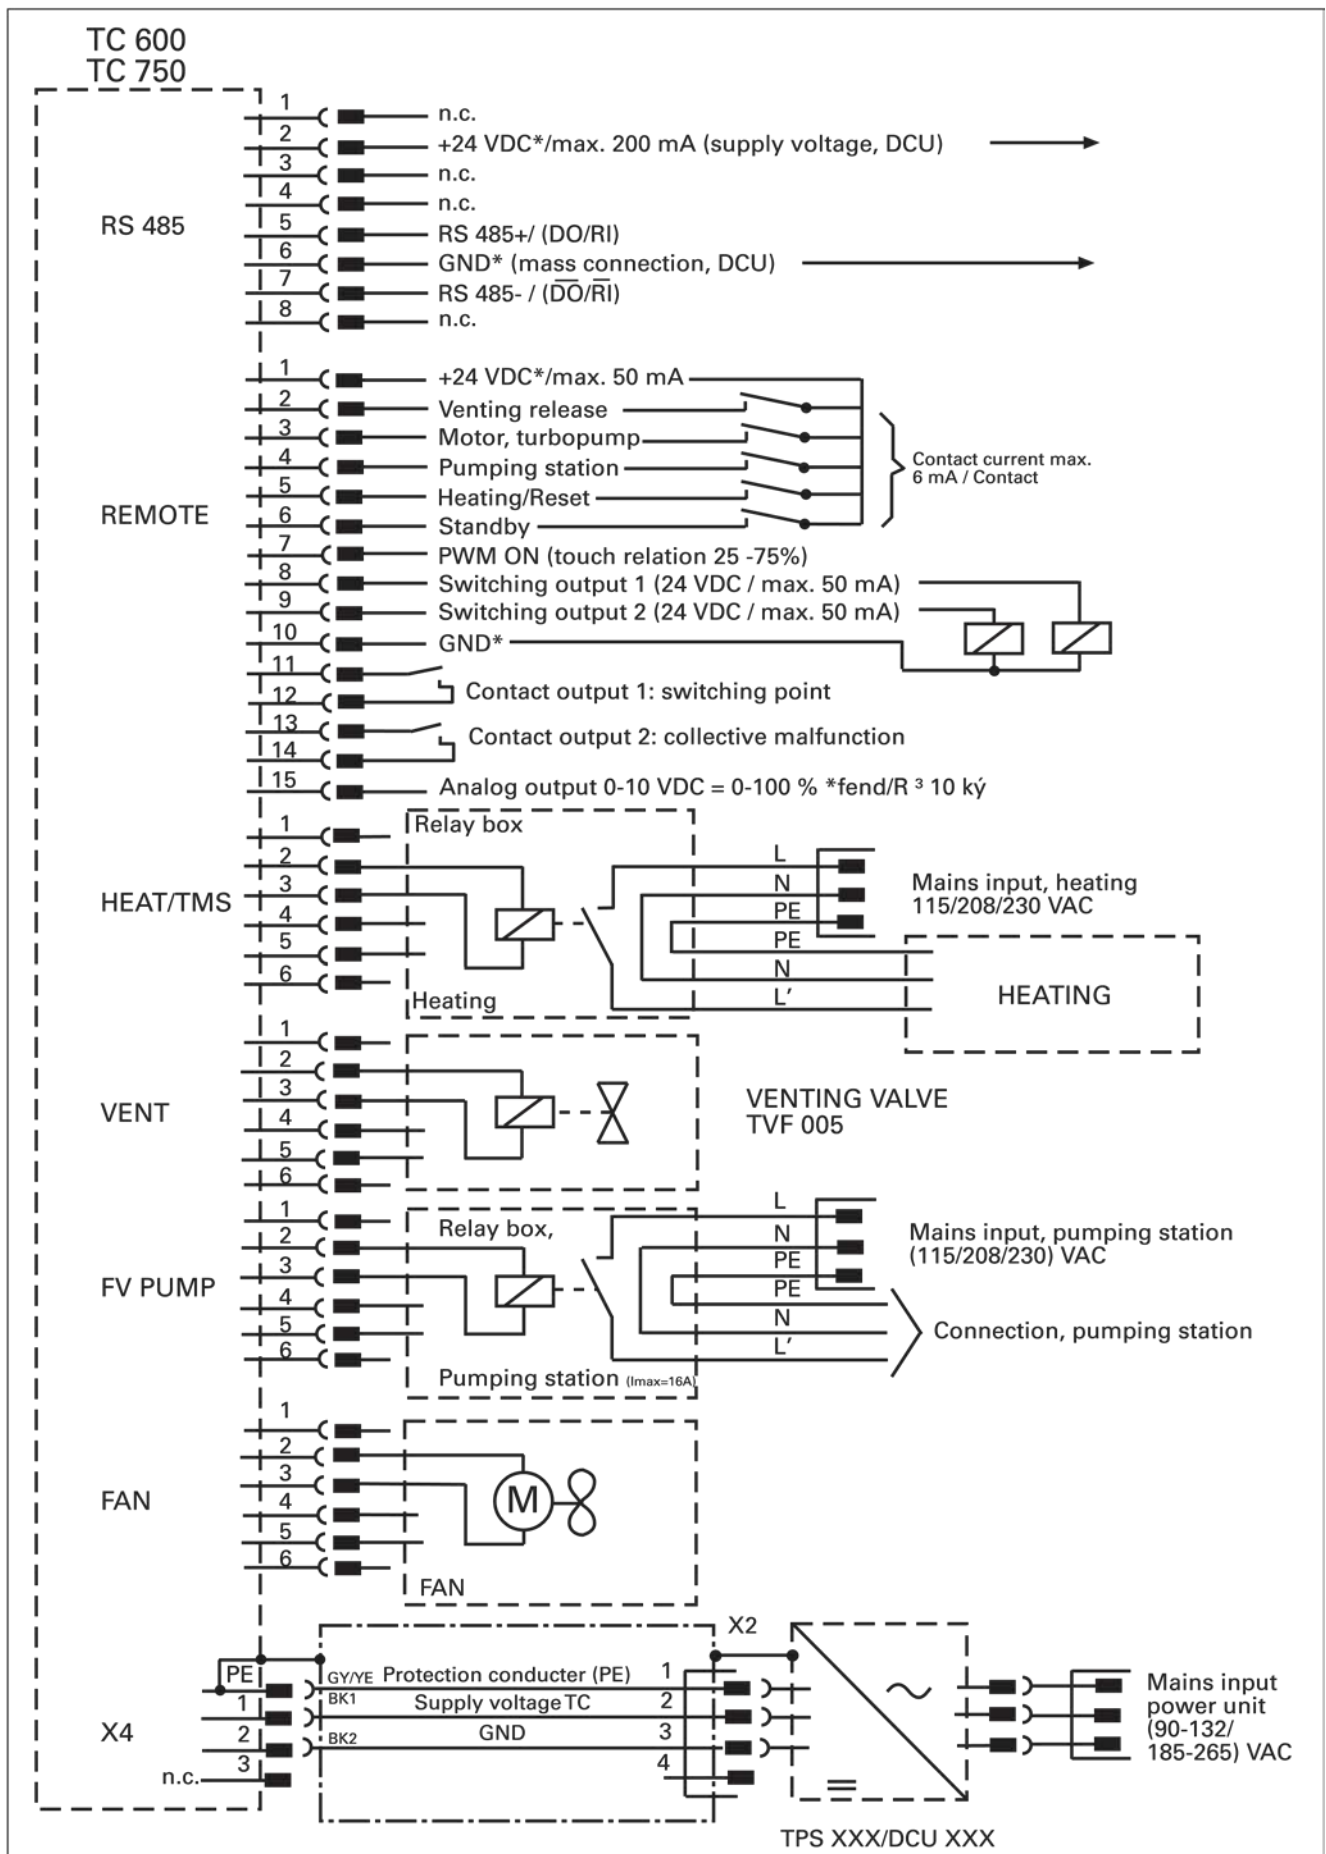 TC 600
TC 750
RS 485
1 n.c.
2 +24 VDC*/max. 200 mA (supply voltage, DCU)
3 n.c.
4 n.c.
5 RS 485+/ (DO/RI)
6 GND* (mass connection, DCU)
7 RS 485- / (D̅O̅/R̅I̅)
8 n.c.
REMOTE
1 +24 VDC*/max. 50 mA
2 Venting release
3 Motor, turbopump
4 Pumping station
5 Heating/Reset
6 Standby
Contact current max.
6 mA / Contact
7 PWM ON (touch relation 25 -75%)
8 Switching output 1 (24 VDC / max. 50 mA)
9 Switching output 2 (24 VDC / max. 50 mA)
10 GND*
11
12 Contact output 1: switching point
13
14 Contact output 2: collective malfunction
15 Analog output 0-10 VDC = 0-100 % *fend/R ³ 10 ký
HEAT/TMS
1
2
3
4
5
6
Relay box
Heating
L
N
PE
PE
N
L′
Mains input, heating
115/208/230 VAC
HEATING
VENT
1
2
3
4
5
6
VENTING VALVE
TVF 005
FV PUMP
1
2
3
4
5
6
Relay box,
Pumping station (Imax=16A)
L
N
PE
PE
N
L′
Mains input, pumping station
(115/208/230) VAC
Connection, pumping station
FAN
1
2
3
4
5
6
M
FAN
X4
PE
1
2
3
n.c.
GY/YE Protection conducter (PE) 1
BK1 Supply voltage TC 2
BK2 GND 3
4
X2
Mains input
power unit
(90-132/
185-265) VAC
TPS XXX/DCU XXX